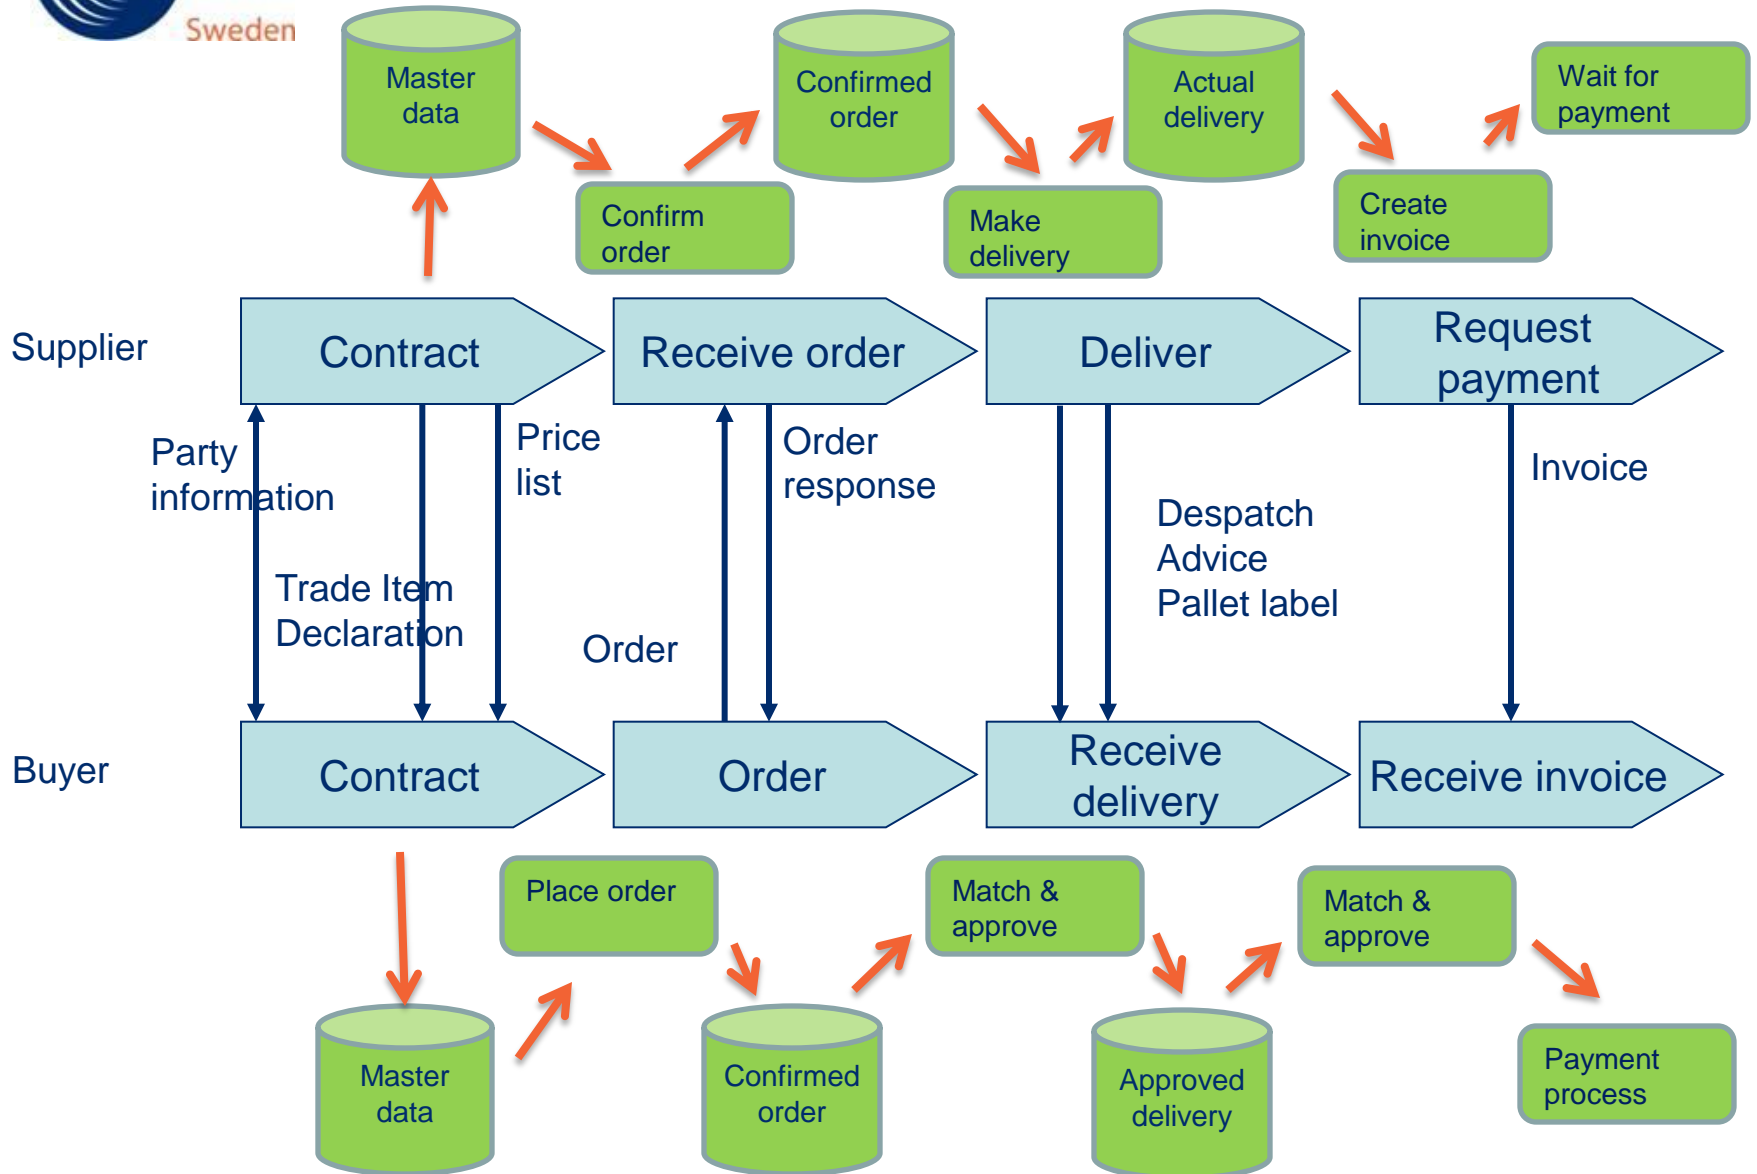 Sweden
Master
data
Confirmed
order
Actual
delivery
Wait for
payment
Confirm
order
Make
delivery
Create
invoice
Supplier
Contract
Receive order
Deliver
Request
payment
Party
information
Price
list
Order
response
Invoice
Despatch
Advice
Pallet label
Trade Item
Declaration
Order
Buyer
Contract
Order
Receive
delivery
Receive invoice
Place order
Match &
approve
Match &
approve
Master
data
Confirmed
order
Approved
delivery
Payment
process